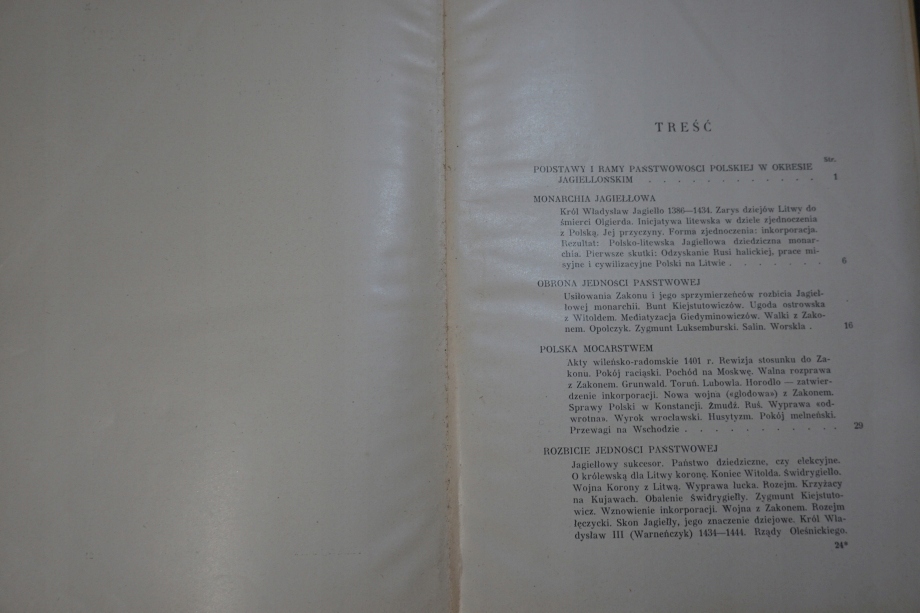 TREŚĆ
Str.
PODSTAWY I RAMY PAŃSTWOWOŚCI POLSKIEJ W OKRESIE
JAGIELLOŃSKIM . . . . . . . . . . . . 1
MONARCHIA JAGIEŁŁOWA
Król Władysław Jagiełło 1386—1434. Zarys dziejów Litwy do
śmierci Olgierda. Inicjatywa litewska w dziele zjednoczenia
z Polską. Jej przyczyny. Forma zjednoczenia: inkorporacja.
Rezultat: Polsko-litewska Jagiełłowa dziedziczna monar-
chia. Pierwsze skutki: Odzyskanie Rusi halickiej, prace mi-
syjne i cywilizacyjne Polski na Litwie . . . . . . . 6
OBRONA JEDNOŚCI PAŃSTWOWEJ
Usiłowania Zakonu i jego sprzymierzeńców rozbicia Jagieł-
łowej monarchii. Bunt Kiejstutowiczów. Ugoda ostrowska
z Witoldem. Mediatyzacja Giedyminowiczów. Walki z Zako-
nem. Opolczyk. Zygmunt Luksemburski. Salin. Worskla . 16
POLSKA MOCARSTWEM
Akty wileńsko-radomskie 1401 r. Rewizja stosunku do Za-
konu. Pokój raciąski. Pochód na Moskwę. Walna rozprawa
z Zakonem. Grunwald. Toruń. Lubowla. Horodło — zatwier-
dzenie inkorporacji. Nowa wojna («głodowa») z Zakonem.
Sprawy Polski w Konstancji. Żmudź. Ruś. Wyprawa «od-
wrotna». Wyrok wrocławski. Husytyzm. Pokój melneński.
Przewagi na Wschodzie . . . . . . . . . . . 29
ROZBICIE JEDNOŚCI PAŃSTWOWEJ
Jagiełłowy sukcesor. Państwo dziedziczne, czy elekcyjne.
O królewską dla Litwy koronę. Koniec Witolda. Świdrygiełło.
Wojna Korony z Litwą. Wyprawa łucka. Rozejm. Krzyżacy
na Kujawach. Obalenie Świdrygiełły. Zygmunt Kiejstuto-
wicz. Wznowienie inkorporacji. Wojna z Zakonem. Rozejm
łęczycki. Skon Jagiełły, jego znaczenie dziejowe. Król Wła-
dysław III (Warneńczyk) 1434—1444. Rządy Oleśnickiego.
24*